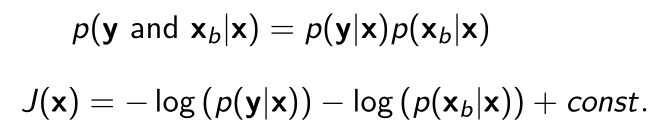 p(y and x_b|x) = p(y|x)p(x_b|x)
J(x) = − log (p(y|x)) − log (p(x_b|x)) + const.